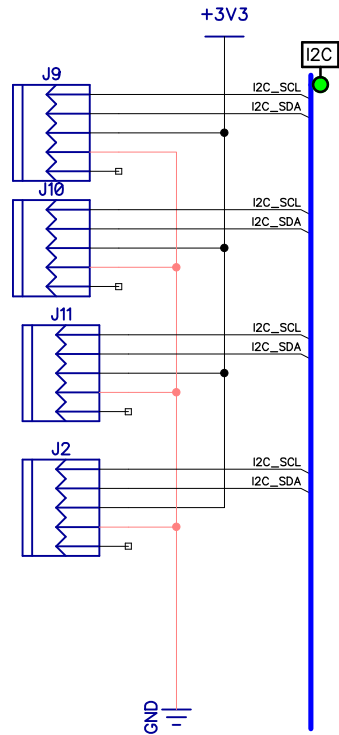 +3V3
I2C
J9
I2C_SCL
I2C_SDA
J10
I2C_SCL
I2C_SDA
J11
I2C_SCL
I2C_SDA
J2
I2C_SCL
I2C_SDA
GND